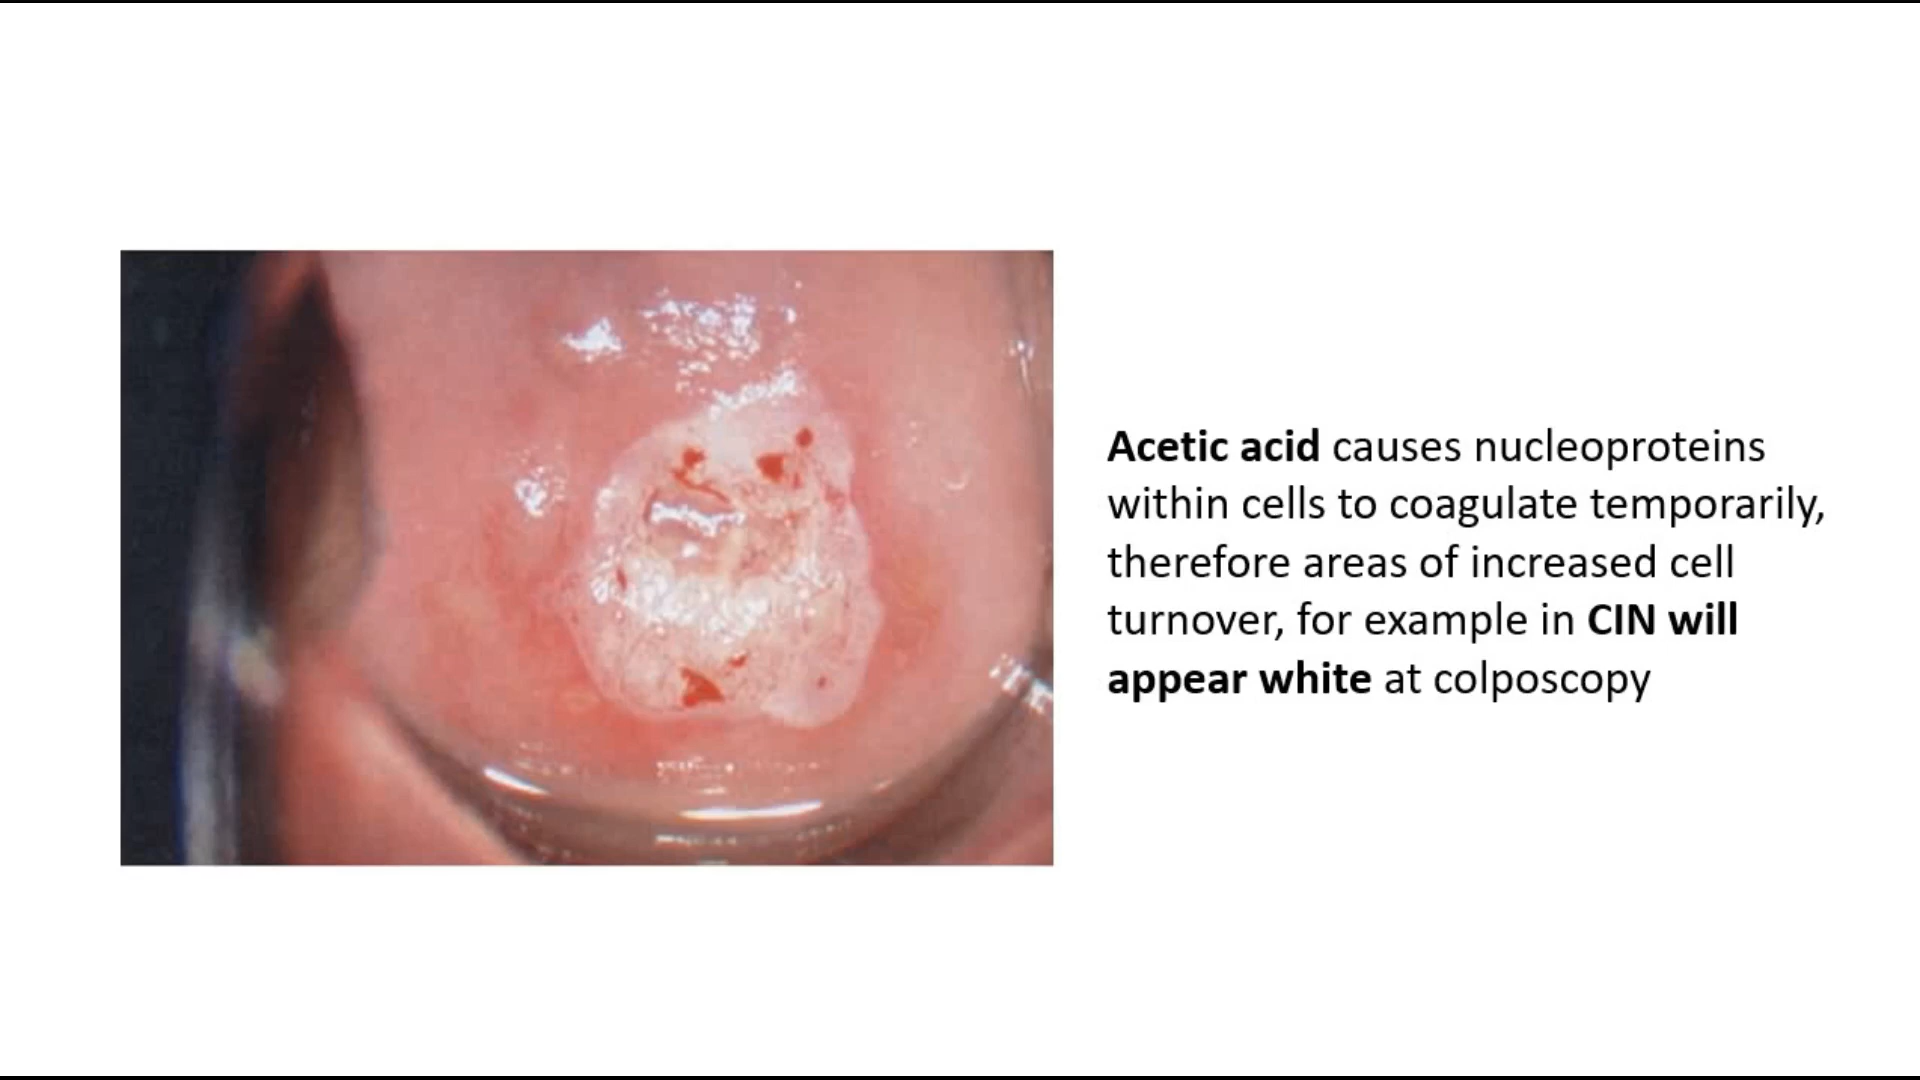 Acetic acid causes nucleoproteins
within cells to coagulate temporarily,
therefore areas of increased cell
turnover, for example in CIN will
appear white at colposcopy